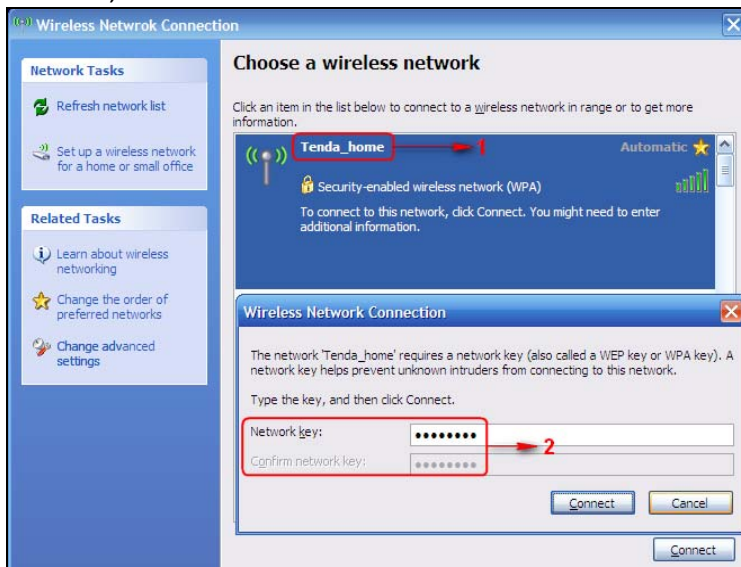 Wireless Netwrok Connection
Network Tasks
Refresh network list
Set up a wireless network
for a home or small office
Related Tasks
Learn about wireless
networking
Change the order of
preferred networks
Change advanced
settings
Choose a wireless network
Click an item in the list below to connect to a wireless network in range or to get more
information.
Tenda_home
1
Automatic
Security-enabled wireless network (WPA)
To connect to this network, click Connect. You might need to enter
additional information.
Wireless Network Connection
The network 'Tenda_home' requires a network key (also called a WEP key or WPA key). A
network key helps prevent unknown intruders from connecting to this network.
Type the key, and then click Connect.
Network key: ••••••••
2
Confirm network key: ••••••••
Connect Cancel
Connect